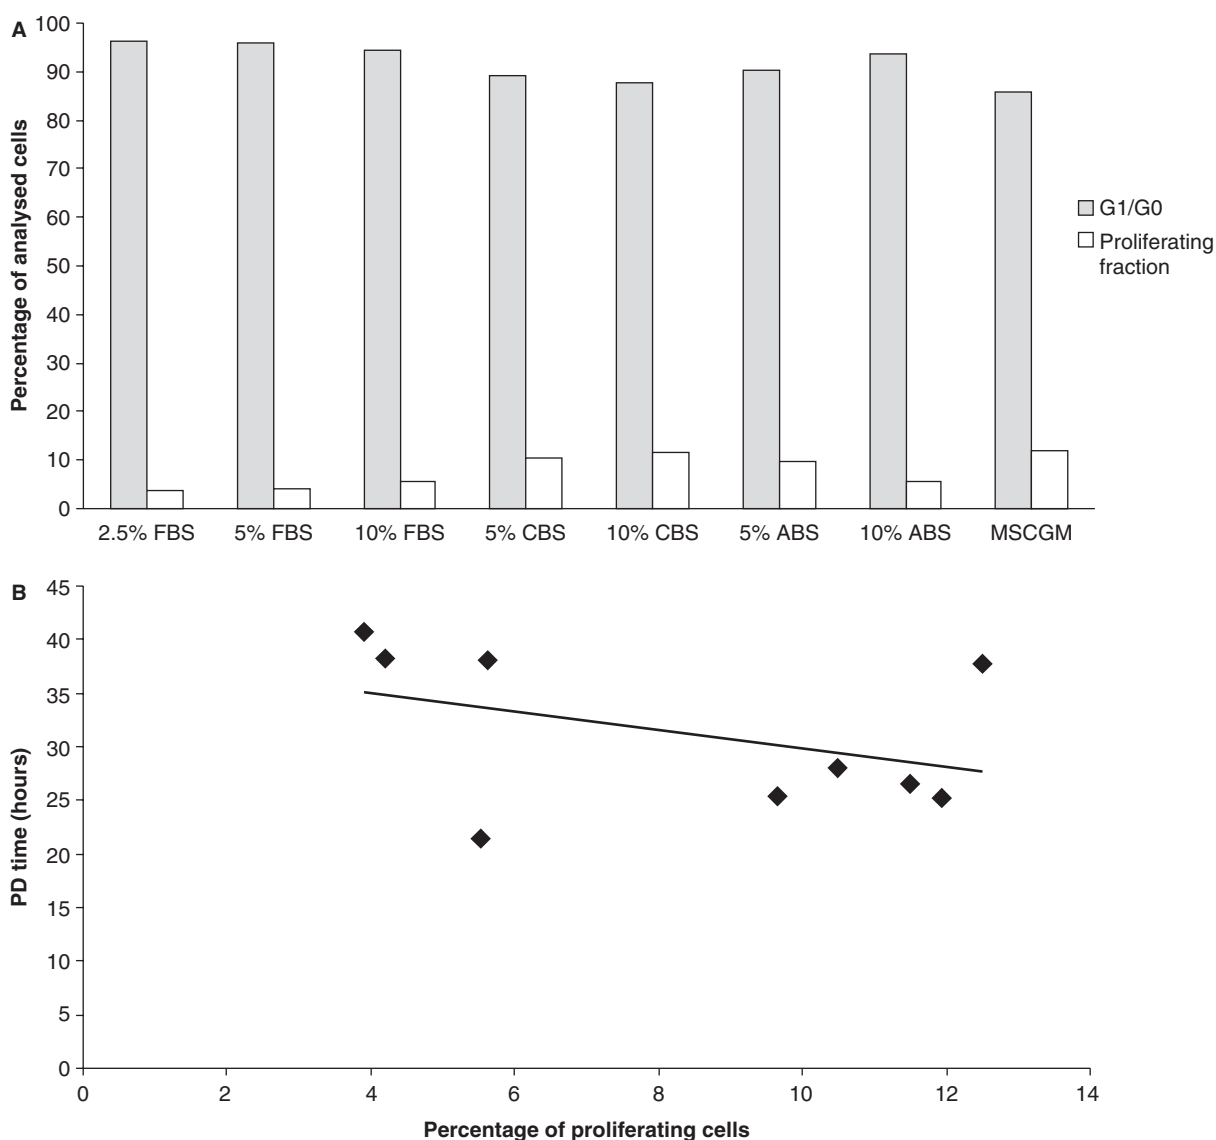 A
Percentage of analysed cells
100
90
80
70
60
50
40
30
20
10
0
2.5% FBS 5% FBS 10% FBS 5% CBS 10% CBS 5% ABS 10% ABS MSCGM
G1/G0
Proliferating
fraction
B
PD time (hours)
45
40
35
30
25
20
15
10
5
0
0 2 4 6 8 10 12 14
Percentage of proliferating cells